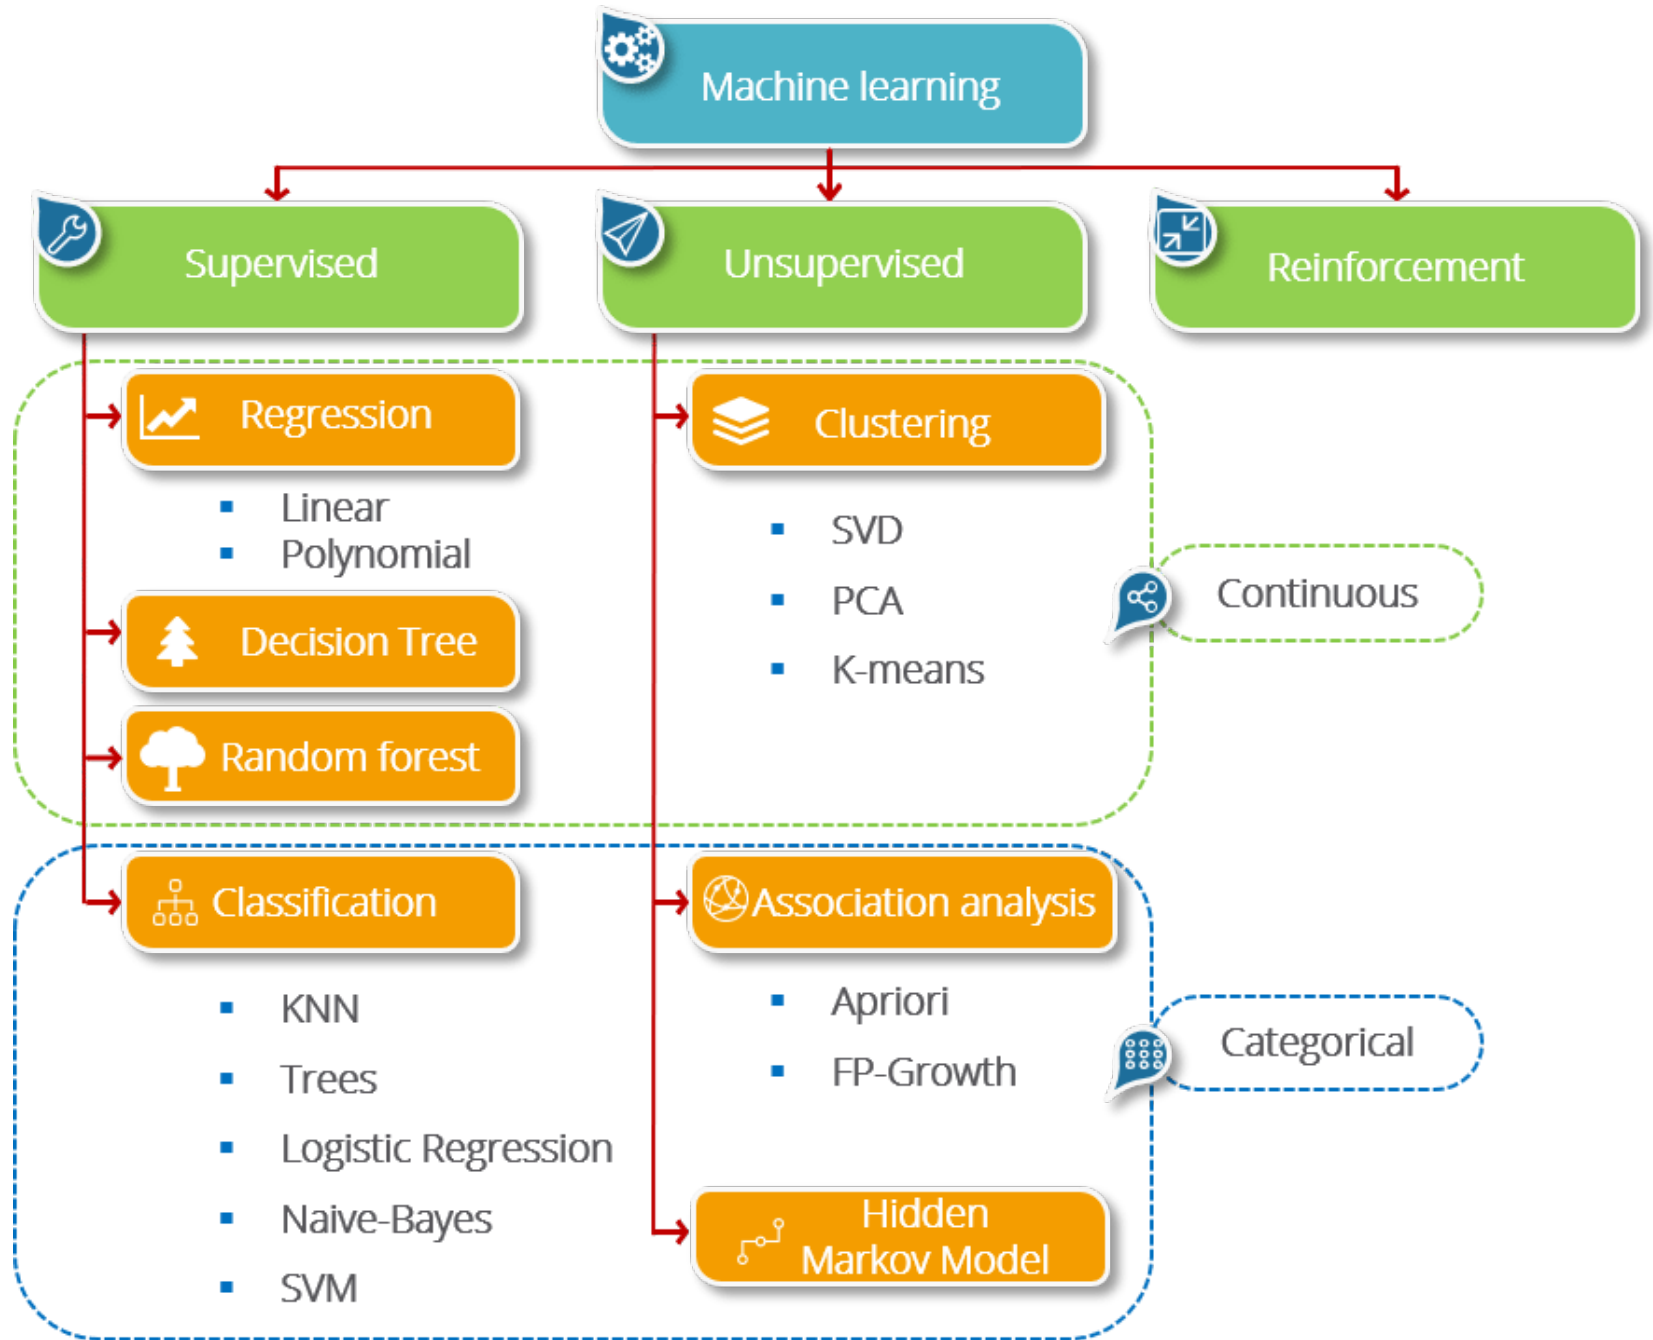 Machine learning
Supervised
Unsupervised
Reinforcement
Regression
Linear
Polynomial
Decision Tree
Random forest
Clustering
SVD
PCA
K-means
Continuous
Classification
KNN
Trees
Logistic Regression
Naive-Bayes
SVM
Association analysis
Apriori
FP-Growth
Hidden
Markov Model
Categorical